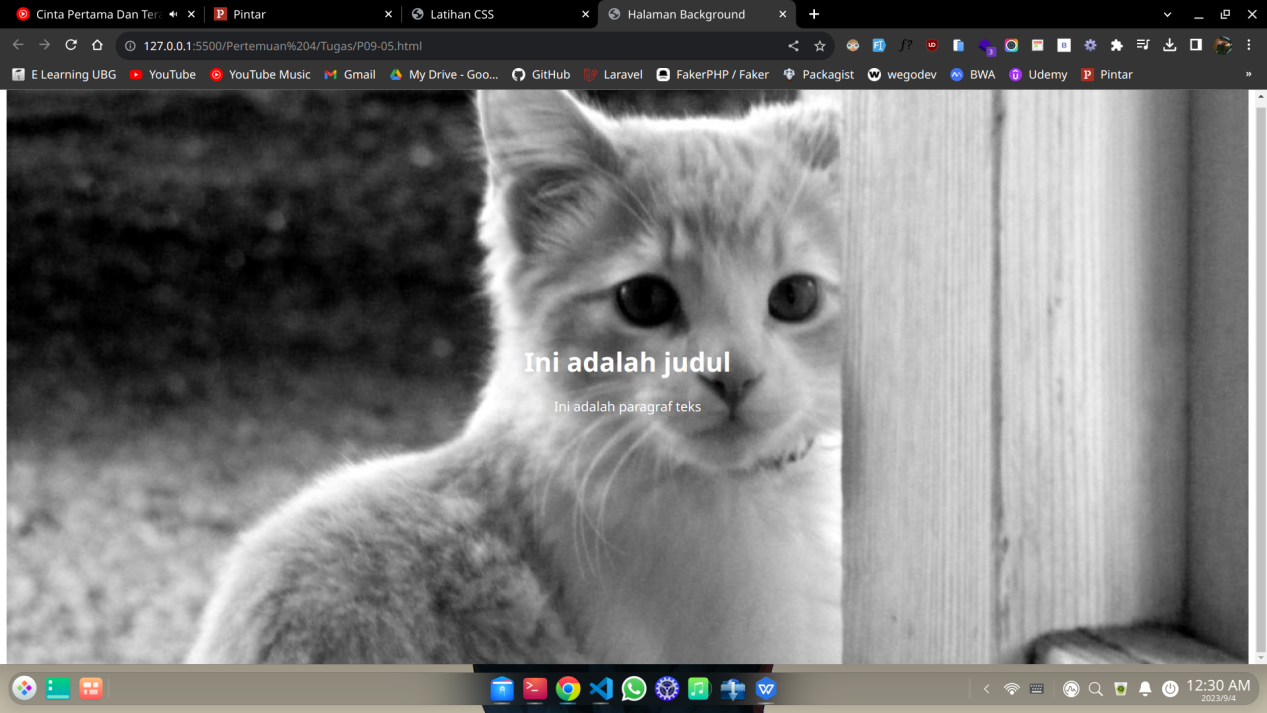 Cinta Pertama Dan Tera
Pintar
Latihan CSS
Halaman Background
127.0.0.1:5500/Pertemuan%204/Tugas/P09-05.html
E Learning UBG
YouTube
YouTube Music
Gmail
My Drive - Goo...
GitHub
Laravel
FakerPHP / Faker
Packagist
wegodev
BWA
Udemy
Pintar
»
Ini adalah judul
Ini adalah paragraf teks
12:30 AM
2023/9/4